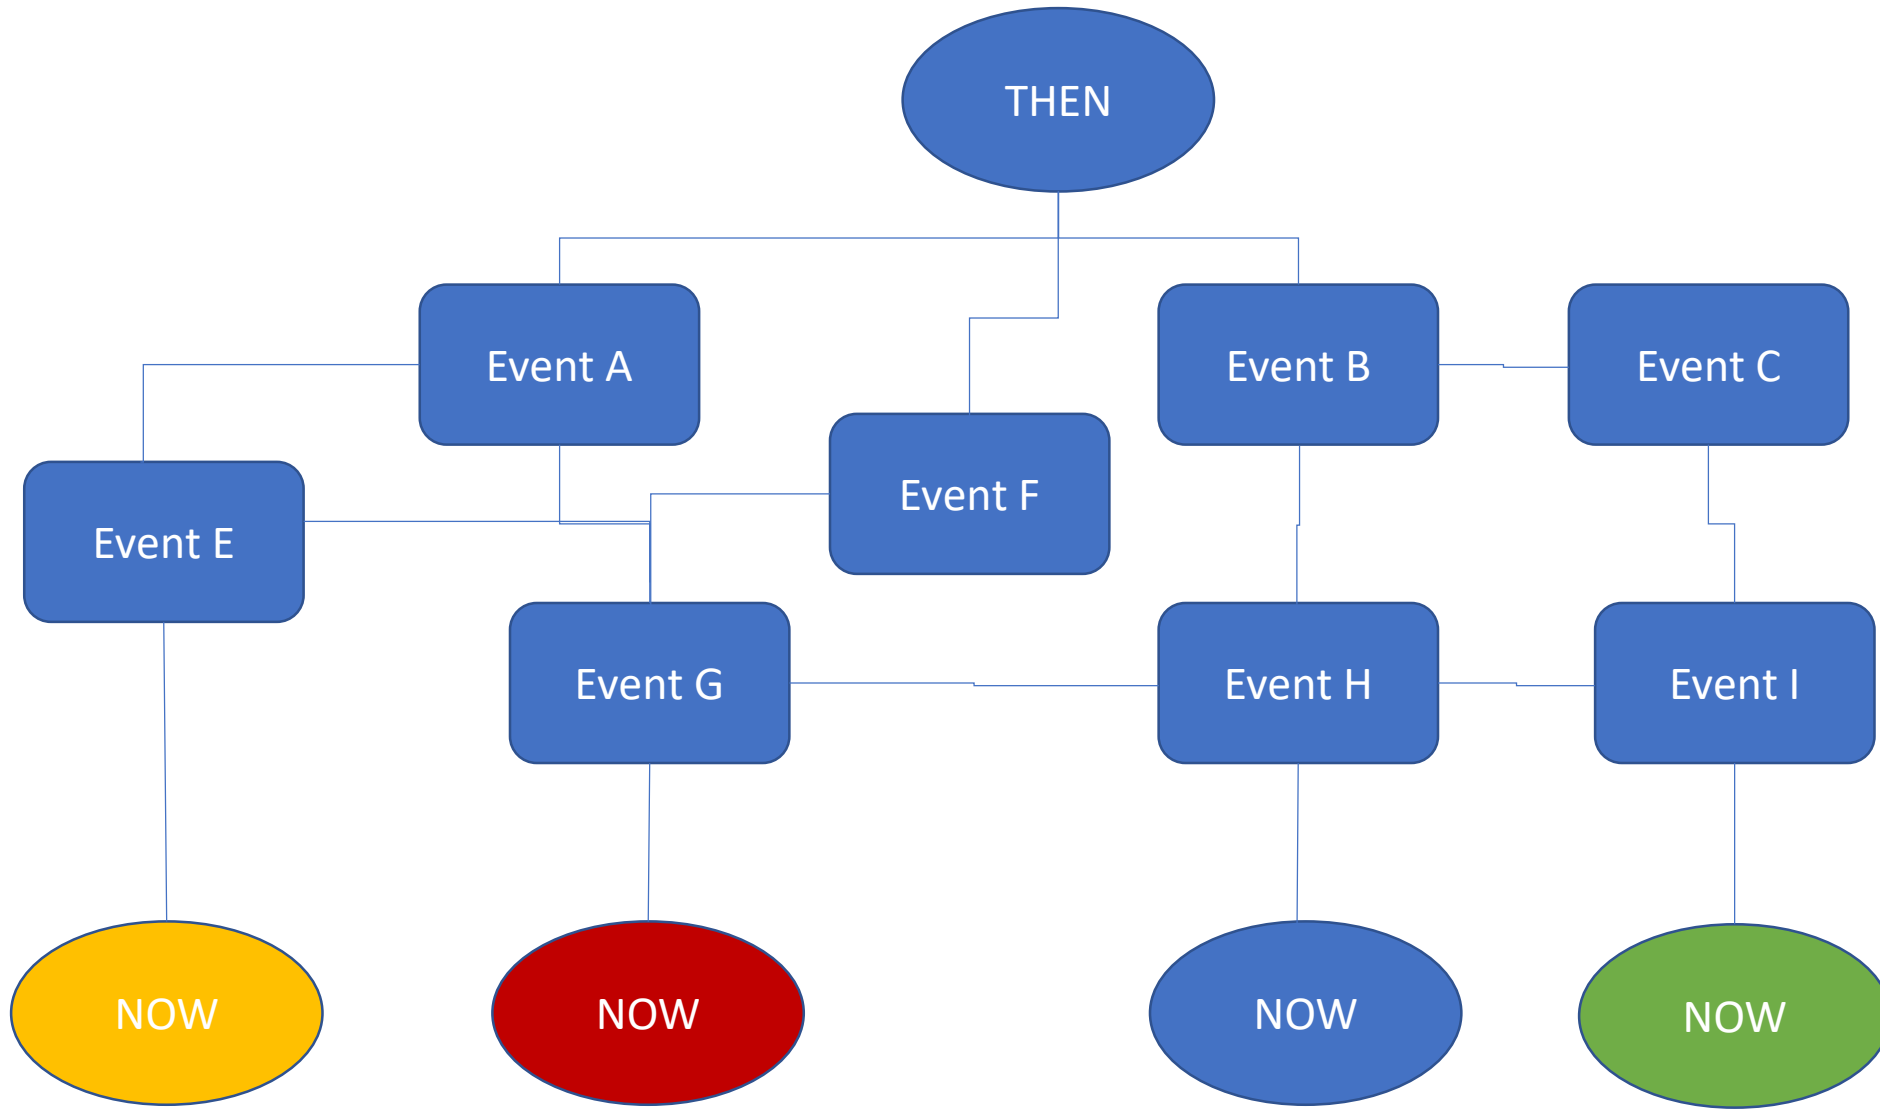 THEN
Event A
Event B
Event C
Event F
Event E
Event G
Event H
Event I
NOW
NOW
NOW
NOW